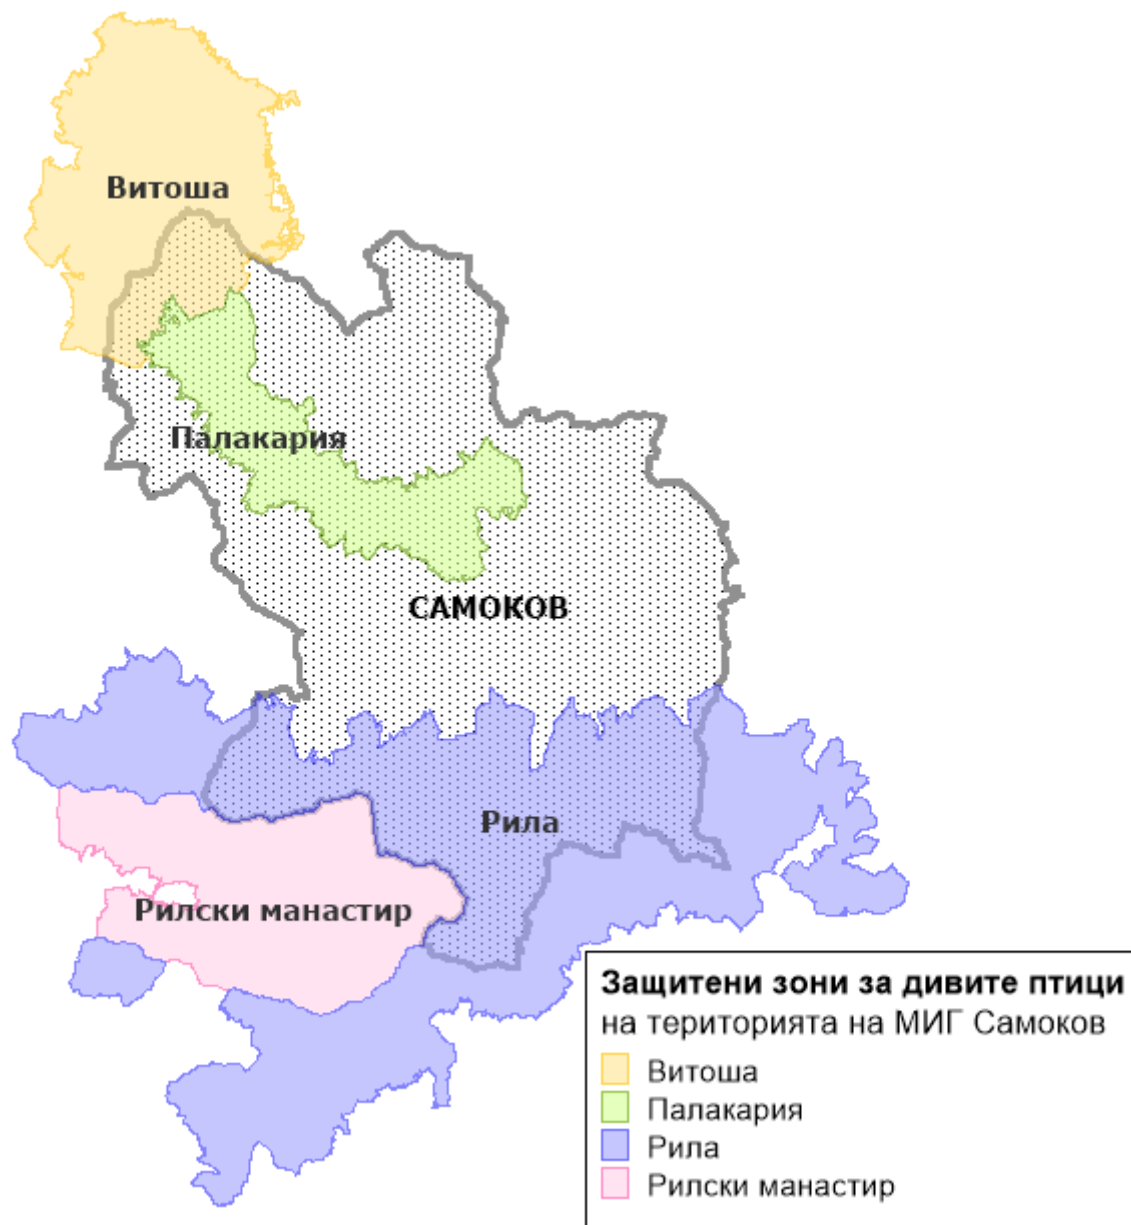 Витоша
Палакария
САМОКОВ
Рила
Рилски манастир
Защитени зони за дивите птици
на територията на МИГ Самоков
Витоша
Палакария
Рила
Рилски манастир